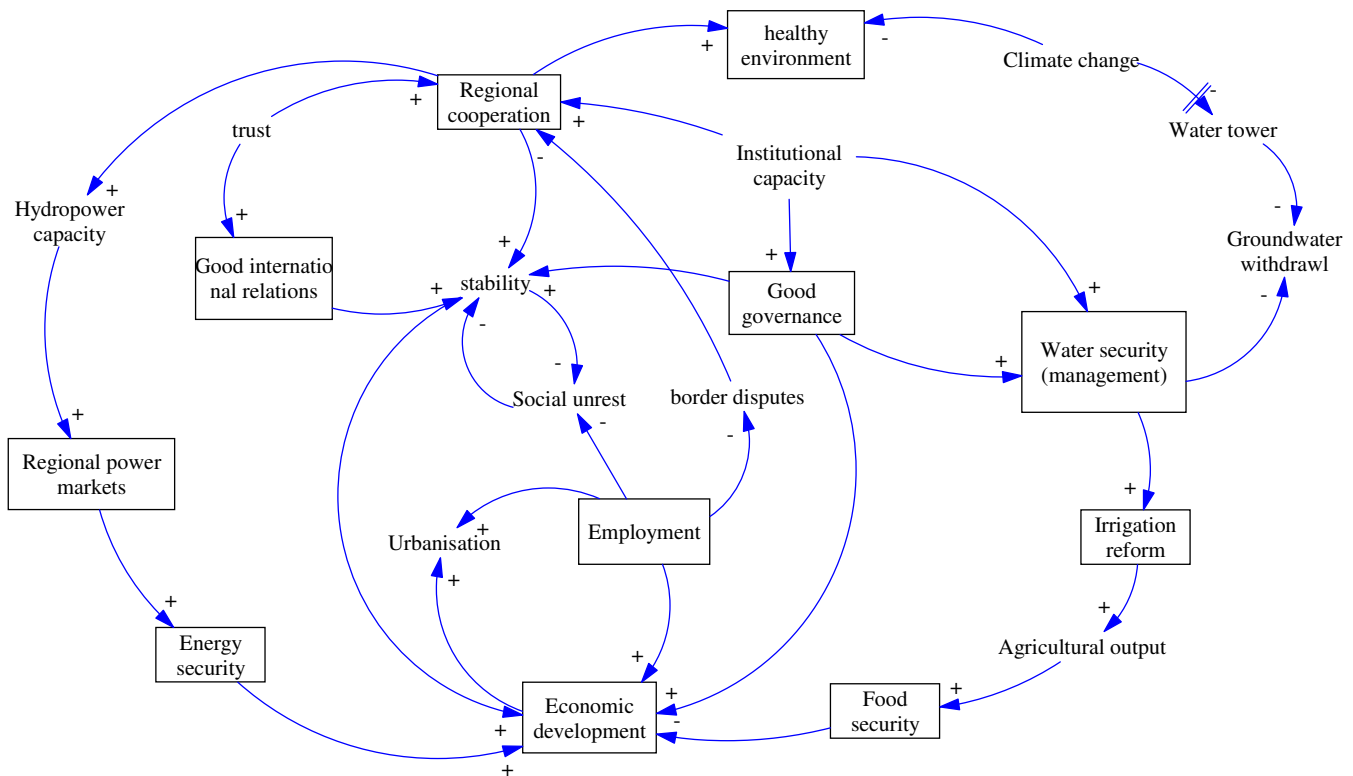 healthy
environment
Climate change
Regional
cooperation
trust
Water tower
Institutional
capacity
Hydropower
capacity
Groundwater
withdrawl
Good internatio
nal relations
stability
Good
governance
Water security
(management)
Social unrest
border disputes
Regional power
markets
Employment
Urbanisation
Irrigation
reform
Agricultural output
Energy
security
Economic
development
Food
security
+
-
-
+
+
-
+
+
+
-
+
+
+
+
+
-
+
-
-
-
+
-
-
+
+
+
+
+
+
+
+
+
-
+
+